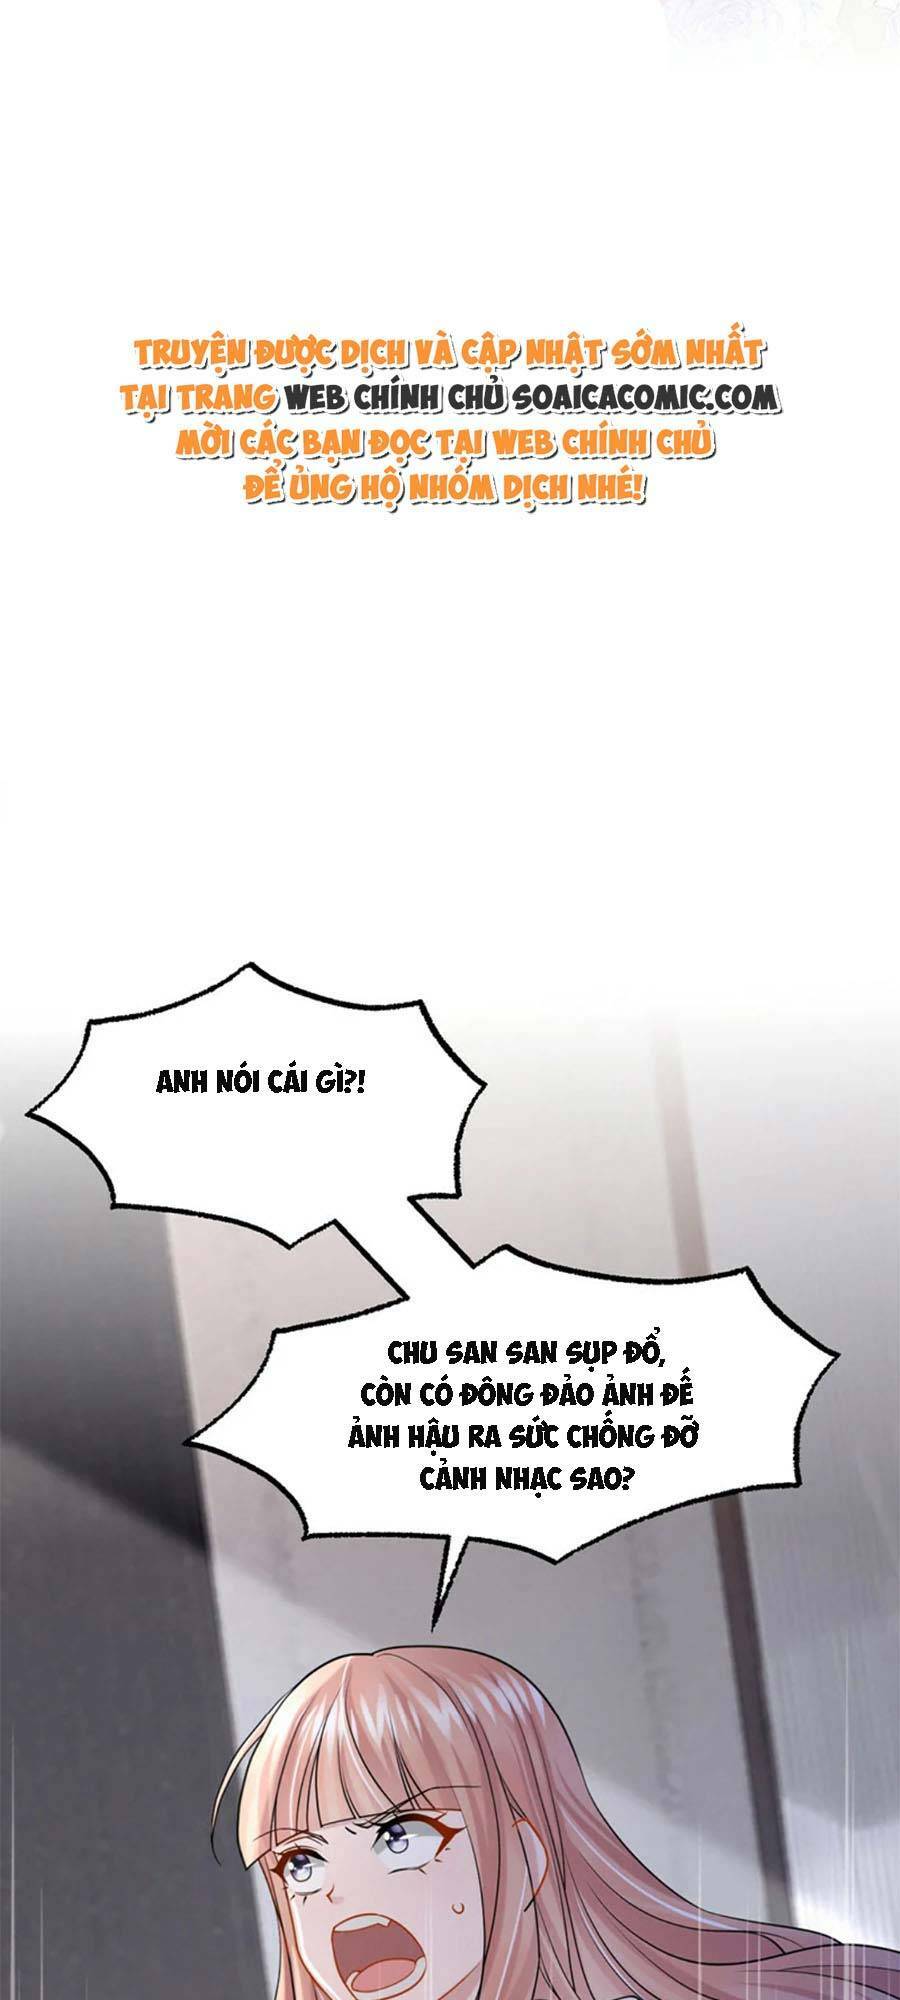 TRUYỆN ĐƯỢC DỊCH VÀ CẬP NHẬT SỚM NHẤT
TẠI TRANG WEB CHÍNH CHỦ SOAICACOMIC.COM
MỜI CÁC BẠN ĐỌC TẠI WEB CHÍNH CHỦ
ĐỂ ỦNG HỘ NHÓM DỊCH NHÉ!
ANH NÓI CÁI GÌ?!
CHU SAN SAN SỤP ĐỔ,
CÒN CÓ ĐÔNG ĐẢO ẢNH ĐẾ
ẢNH HẬU RA SỨC CHỐNG ĐỠ
CẢNH NHẠC SAO?